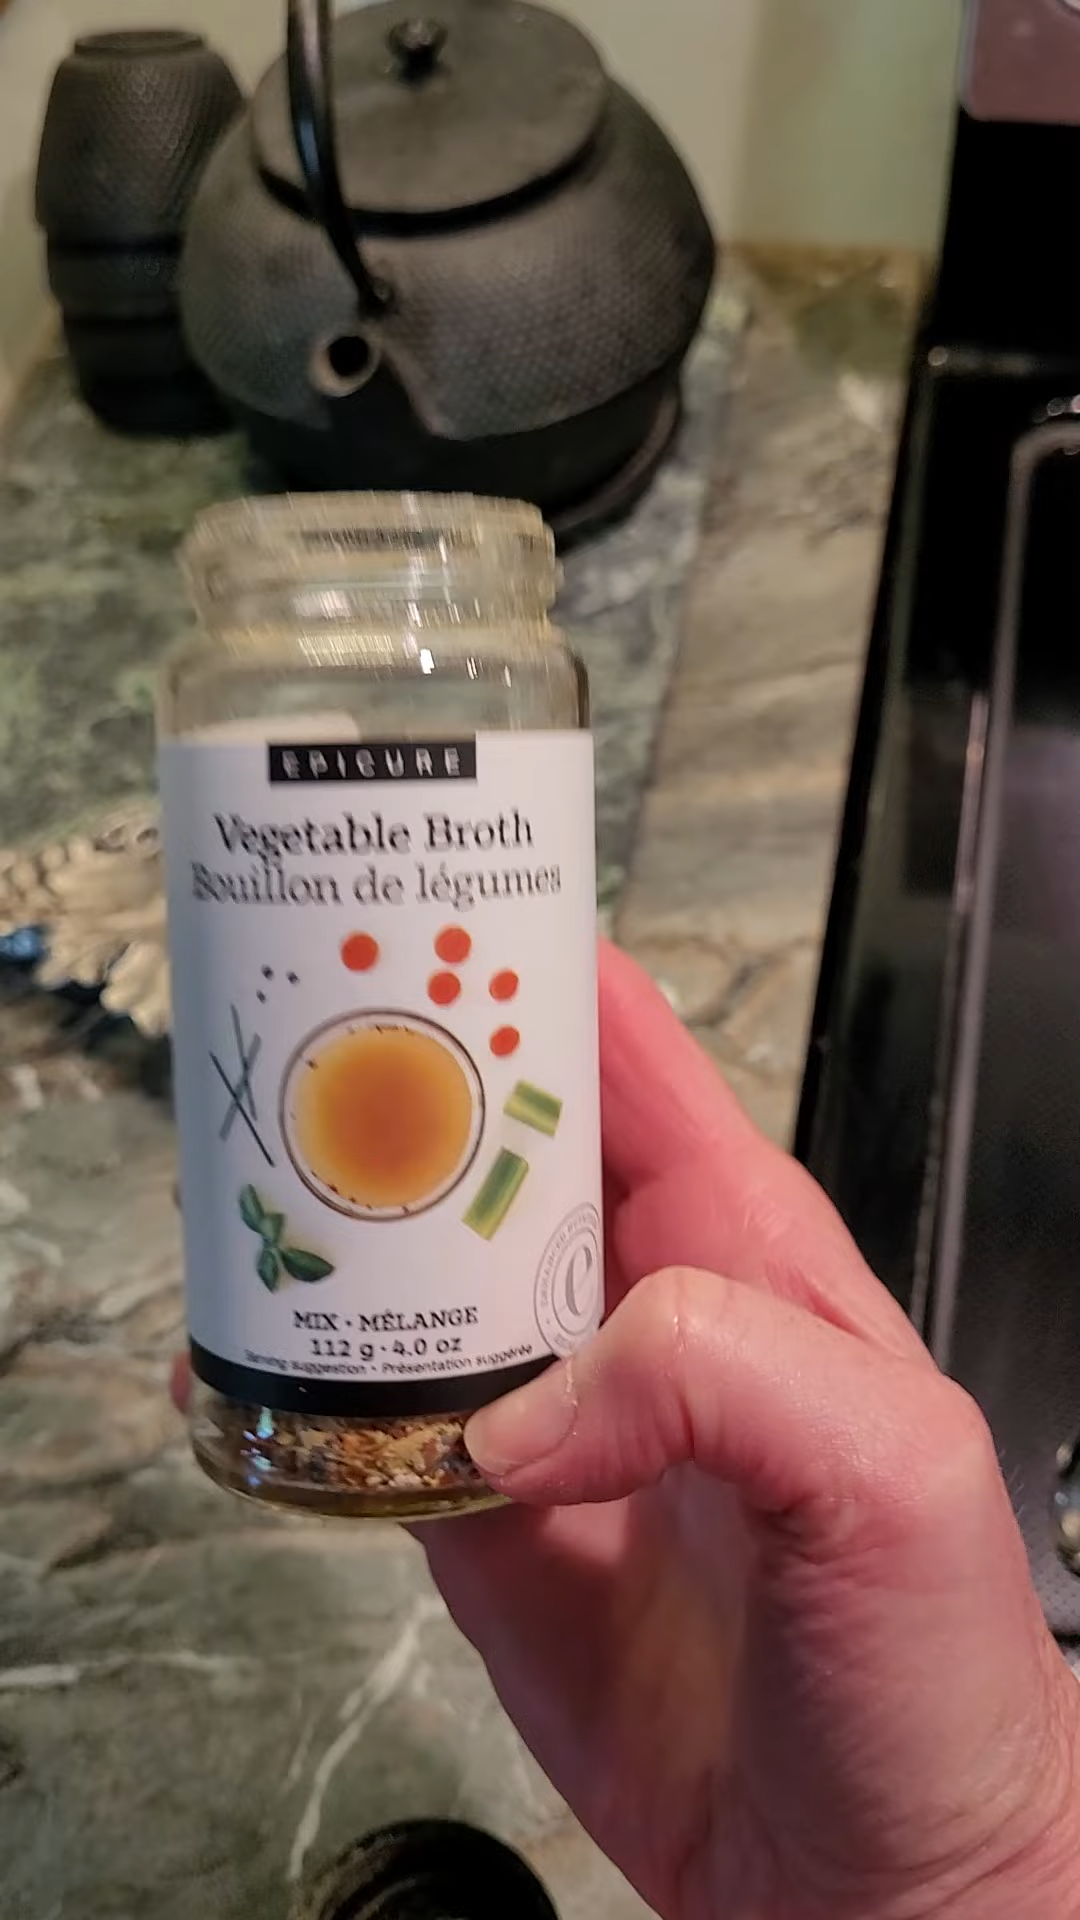 EPICURE
Vegetable Broth
Bouillon de légumes
MIX · MÉLANGE
112 g · 4.0 oz
Serving suggestion · Présentation suggérée
e